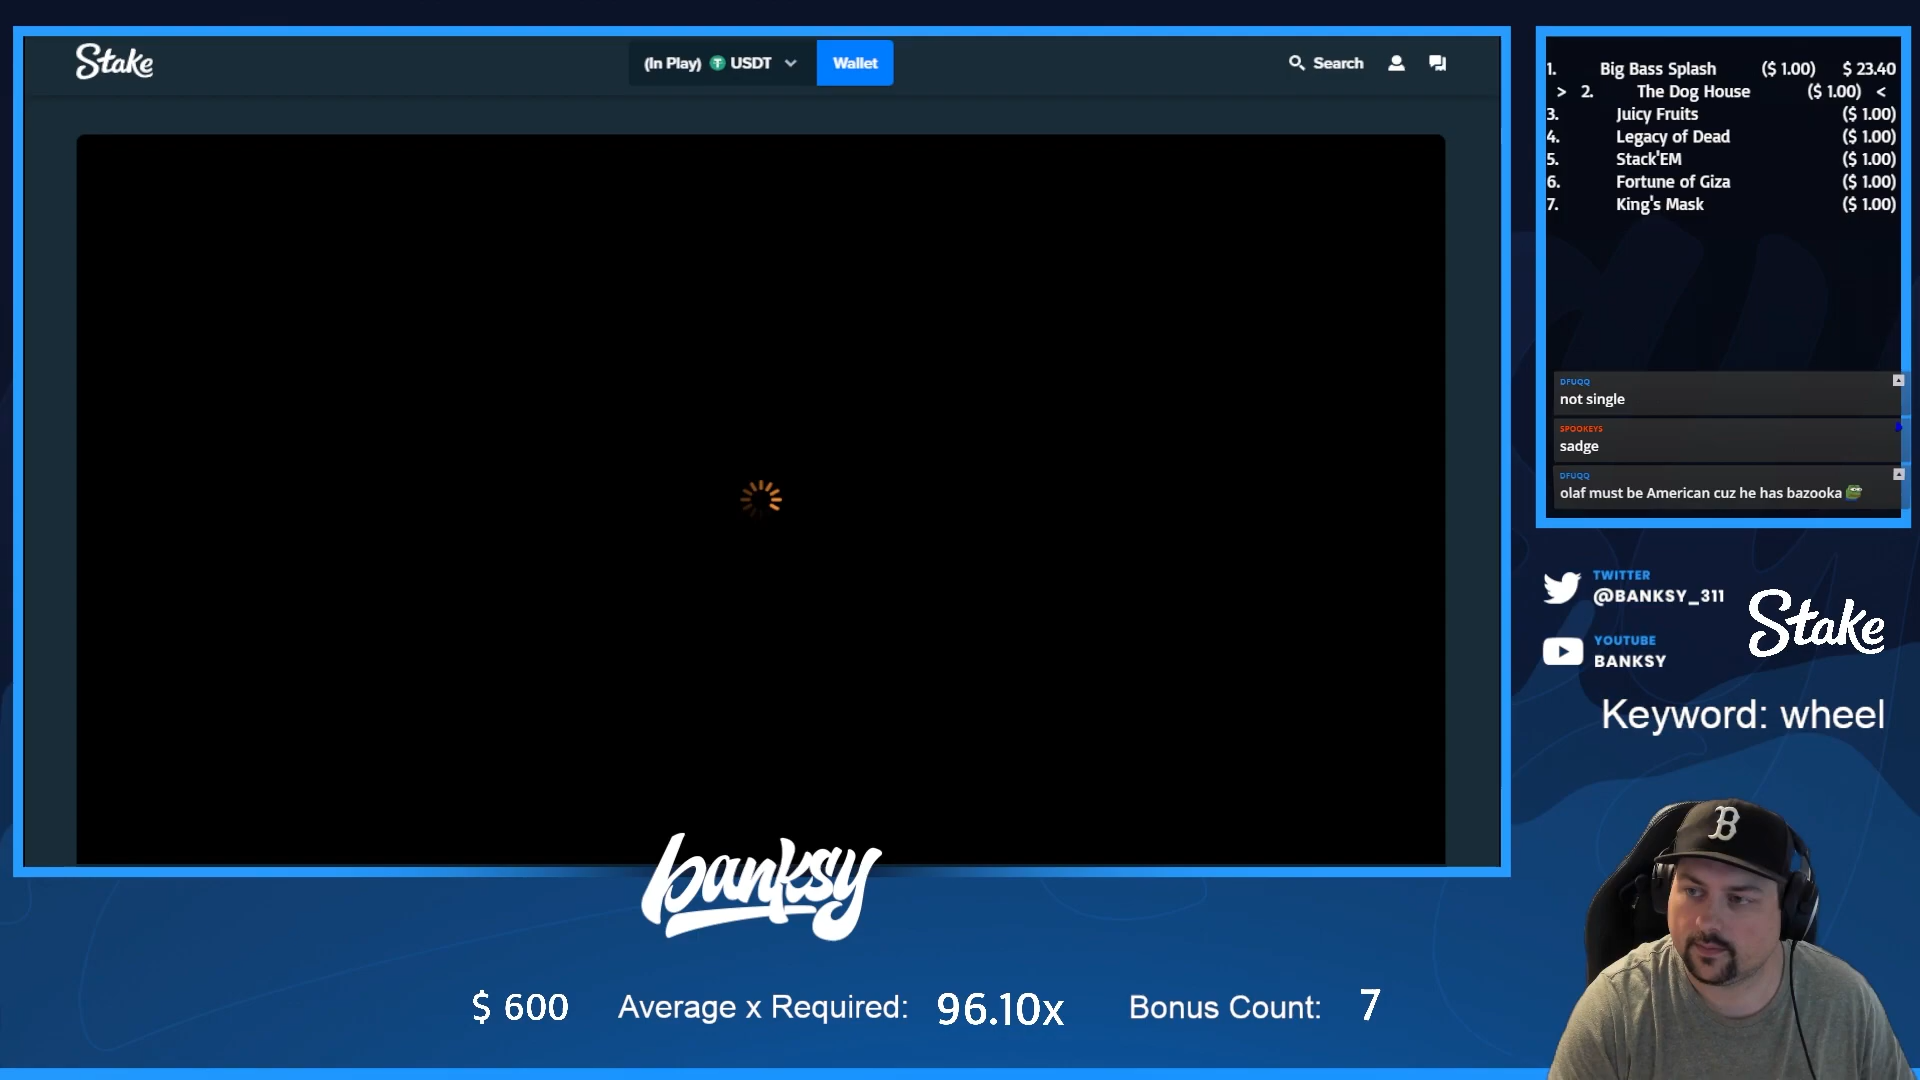 Stake
(In Play) USDT
Wallet
Search
1. Big Bass Splash ($ 1.00) $ 23.40
> 2. The Dog House ($ 1.00) <
3. Juicy Fruits ($ 1.00)
4. Legacy of Dead ($ 1.00)
5. Stack'EM ($ 1.00)
6. Fortune of Giza ($ 1.00)
7. King's Mask ($ 1.00)
DFUQQ
not single
SPOOKEYS
sadge
DFUQQ
olaf must be American cuz he has bazooka
TWITTER
@BANKSY_311
YOUTUBE
BANKSY
Stake
Keyword: wheel
B
banksy
$ 600 Average x Required: 96.10x Bonus Count: 7